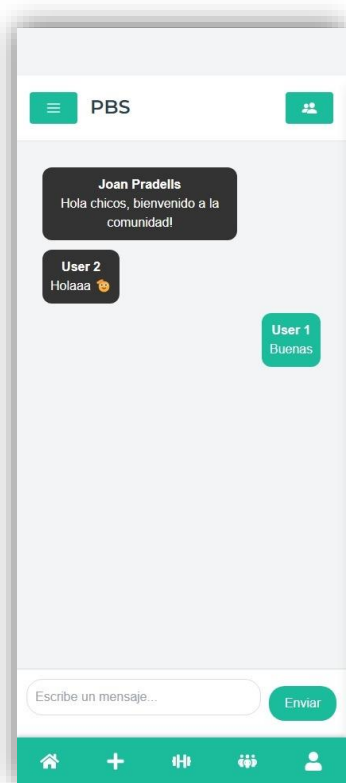 PBS
Joan Pradells
Hola chicos, bienvenido a la
comunidad!
User 2
Holaaa 🫡
User 1
Buenas
Escribe un mensaje...
Enviar